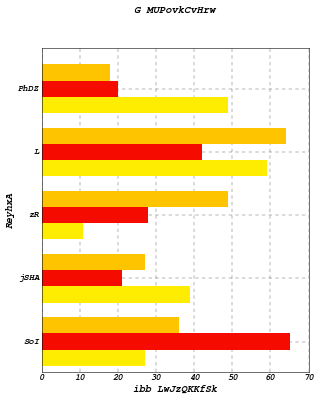 G MUPovkCvHrw
PhDZ
L
zR
jSHA
SoI
ReyhxA
0 10 20 30 40 50 60 70
ibb LwJzQKKfSk